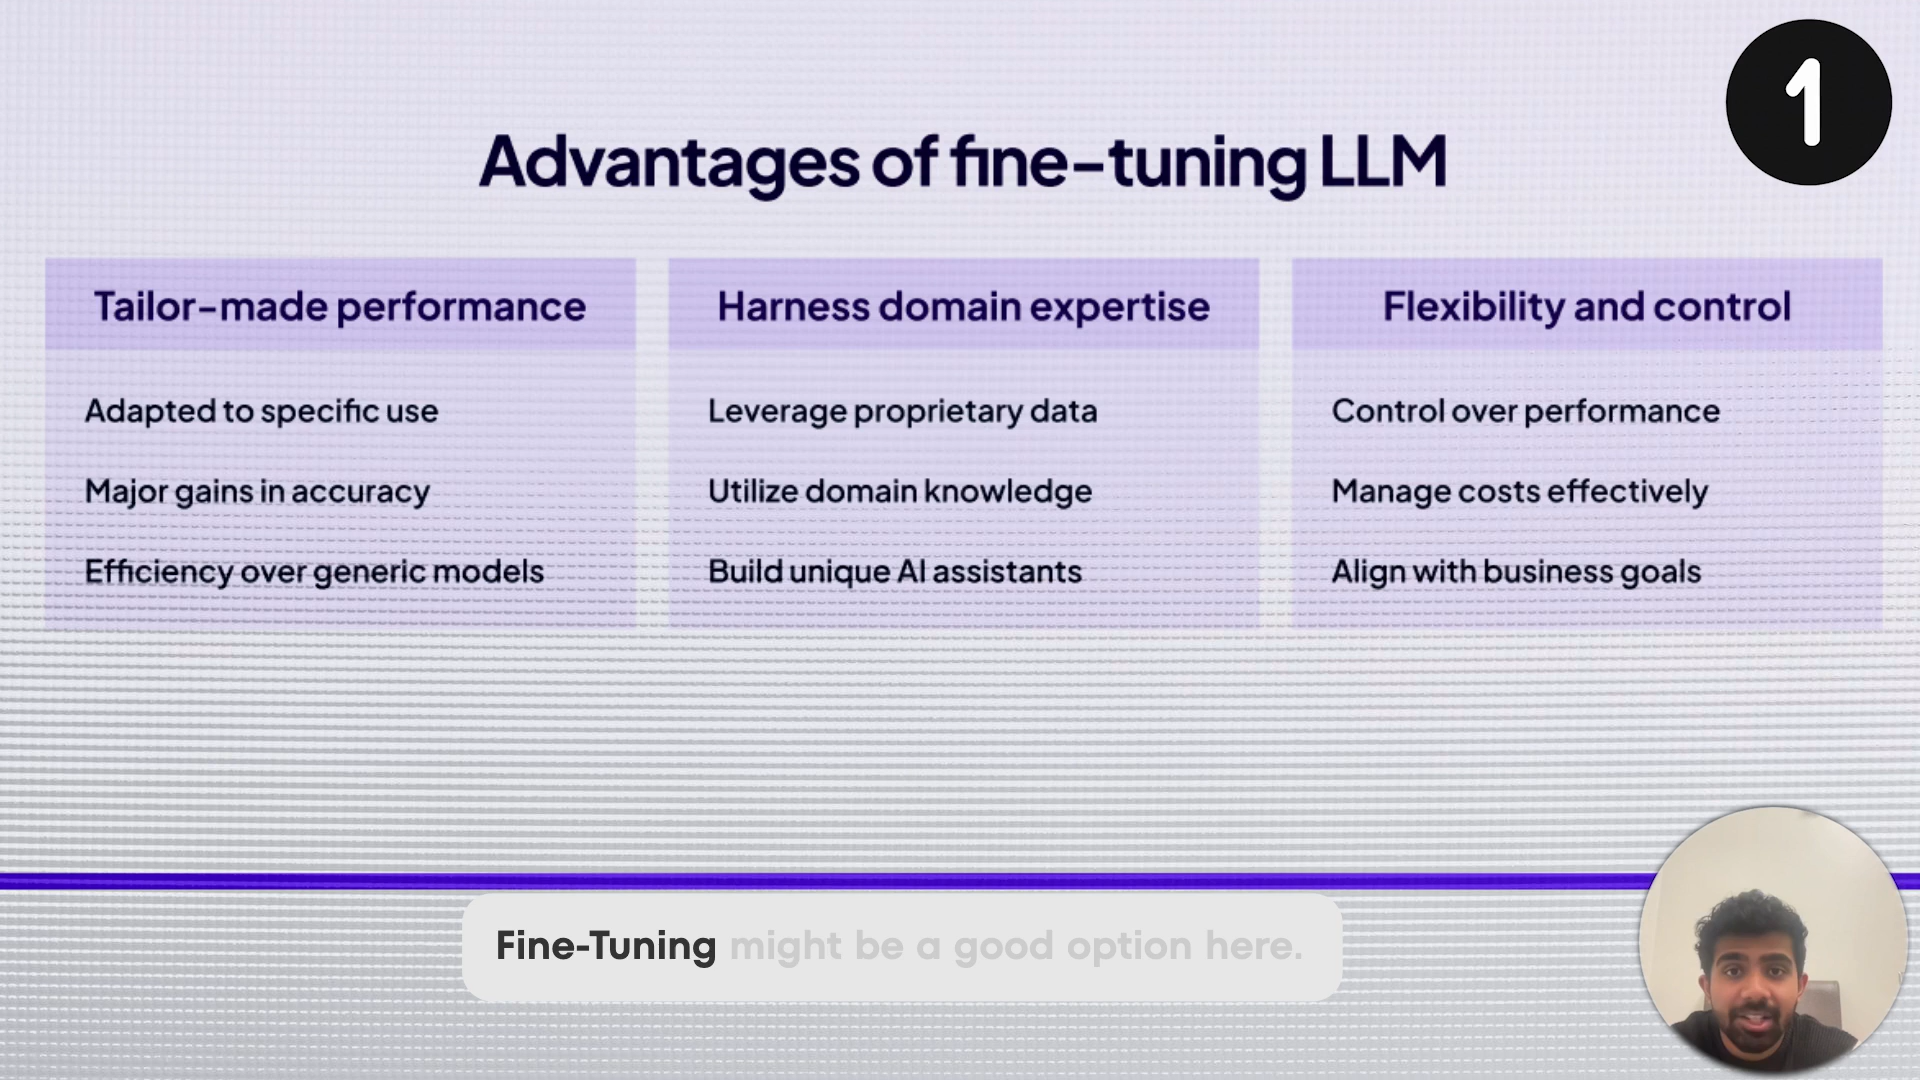 1
Advantages of fine-tuning LLM
Tailor-made performance
Adapted to specific use
Major gains in accuracy
Efficiency over generic models
Harness domain expertise
Leverage proprietary data
Utilize domain knowledge
Build unique AI assistants
Flexibility and control
Control over performance
Manage costs effectively
Align with business goals
Fine-Tuning might be a good option here.